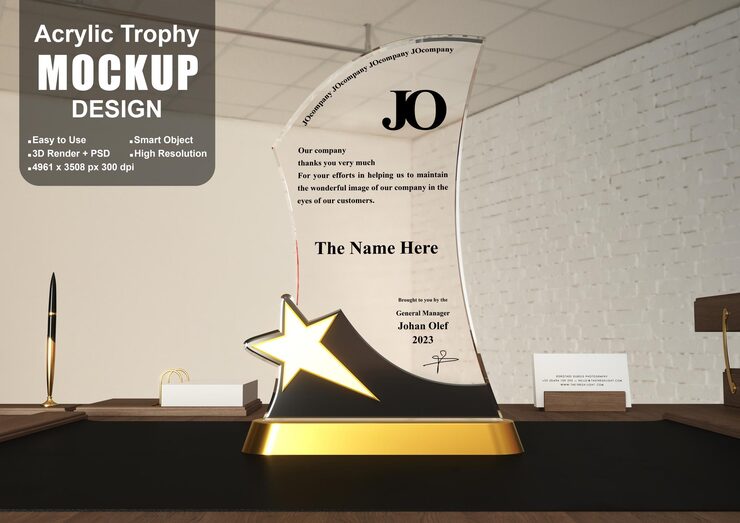 Acrylic Trophy
MOCKUP
DESIGN
Easy to Use
Smart Object
3D Render + PSD
High Resolution
4961 x 3508 px 300 dpi
JOcompany JOcompany JOcompany JOcompany
JO
Our company
thanks you very much
For your efforts in helping us to maintain
the wonderful image of our company in the
eyes of our customers.
The Name Here
Brought to you by the
General Manager
Johan Olef
2023